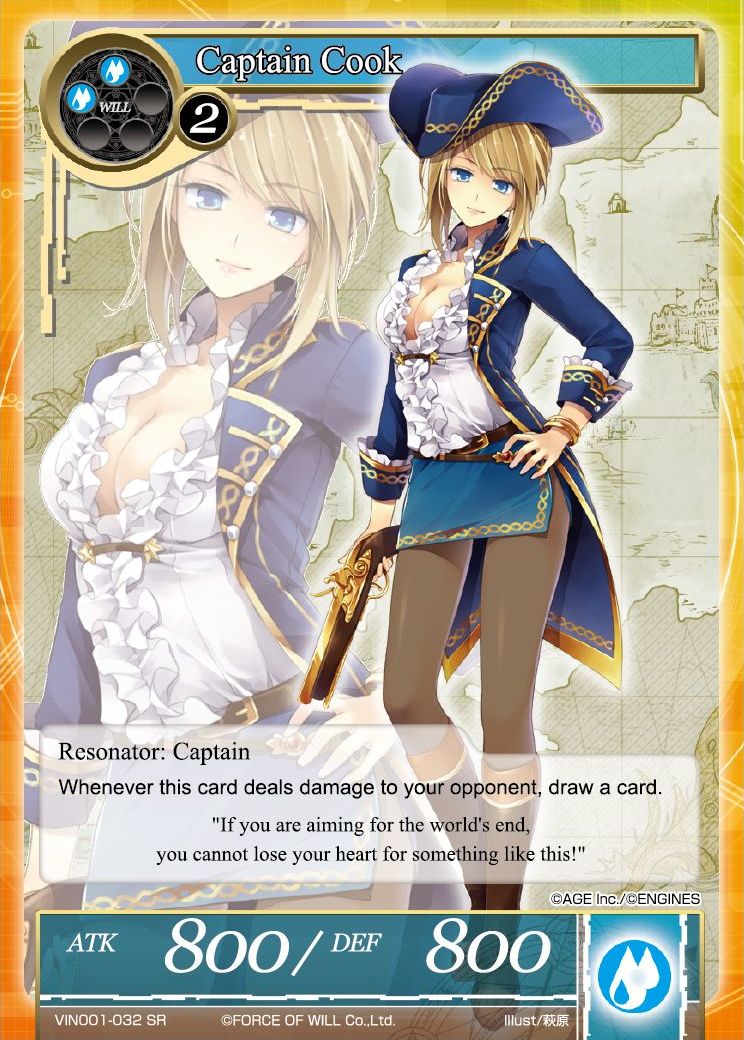 Captain Cook
WILL
2
Resonator: Captain
Whenever this card deals damage to your opponent, draw a card.
"If you are aiming for the world's end,
you cannot lose your heart for something like this!"
©AGE Inc./©ENGINES
ATK 800/ DEF 800
VIN001-032 SR ©FORCE OF WILL Co.,Ltd. Illust/萩原